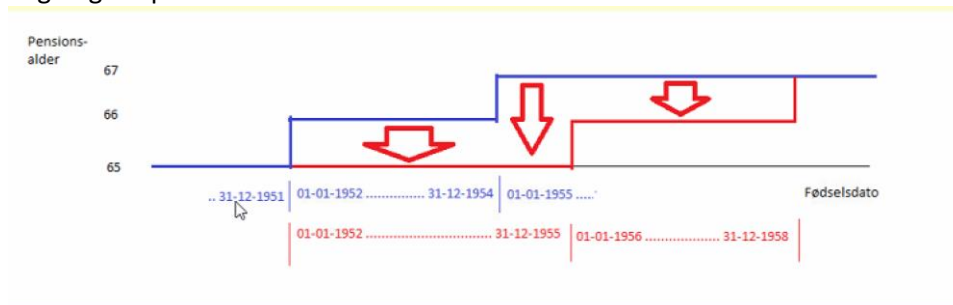 Pensions-
alder
67
66
65
.. 31-12-1951 01-01-1952 ............... 31-12-1954 01-01-1955 .....
Fødselsdato
01-01-1952 ................................ 31-12-1955 01-01-1956 .................... 31-12-1958